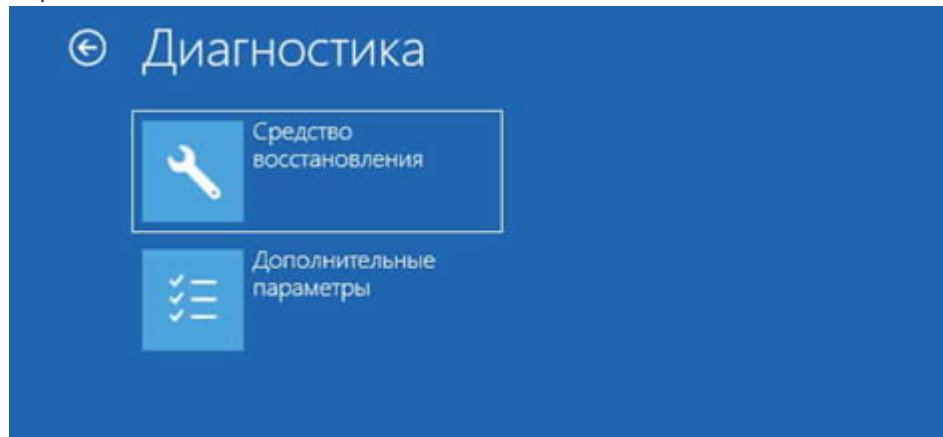 Диагностика
Средство
восстановления
Дополнительные
параметры